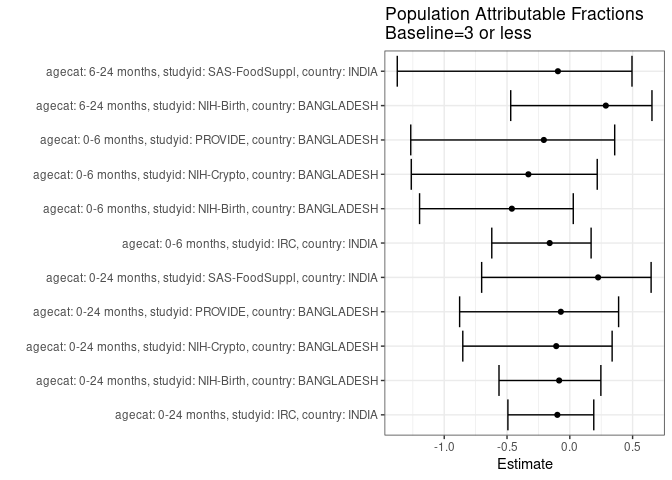 Population Attributable Fractions
Baseline=3 or less
agecat: 6-24 months, studyid: SAS-FoodSuppl, country: INDIA
agecat: 6-24 months, studyid: NIH-Birth, country: BANGLADESH
agecat: 0-6 months, studyid: PROVIDE, country: BANGLADESH
agecat: 0-6 months, studyid: NIH-Crypto, country: BANGLADESH
agecat: 0-6 months, studyid: NIH-Birth, country: BANGLADESH
agecat: 0-6 months, studyid: IRC, country: INDIA
agecat: 0-24 months, studyid: SAS-FoodSuppl, country: INDIA
agecat: 0-24 months, studyid: PROVIDE, country: BANGLADESH
agecat: 0-24 months, studyid: NIH-Crypto, country: BANGLADESH
agecat: 0-24 months, studyid: NIH-Birth, country: BANGLADESH
agecat: 0-24 months, studyid: IRC, country: INDIA
-1.0 -0.5 0.0 0.5
Estimate